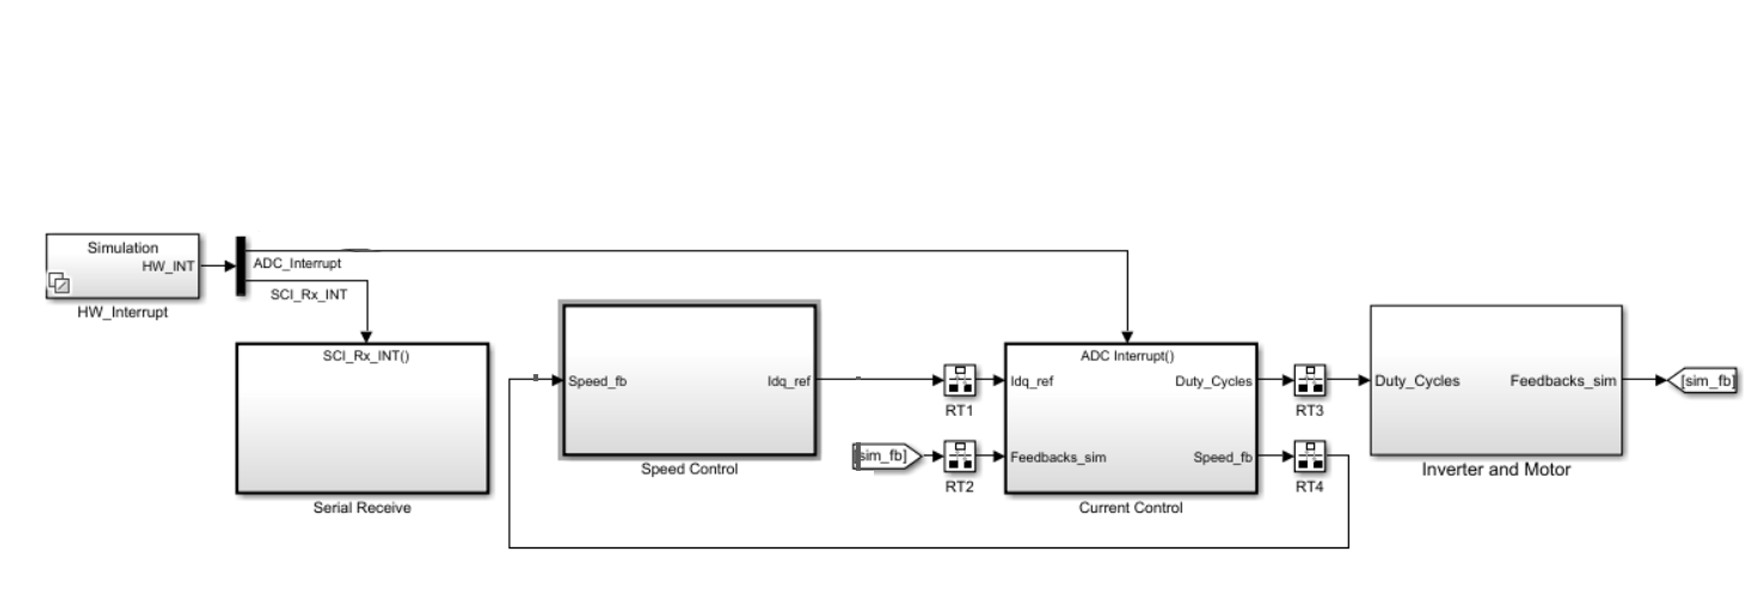 Simulation
HW_INT
HW_Interrupt
ADC_Interrupt
SCI_Rx_INT
SCI_Rx_INT()
Serial Receive
Speed_fb
Idq_ref
Speed Control
RT1
[sim_fb]
RT2
ADC Interrupt()
Idq_ref
Duty_Cycles
Feedbacks_sim
Speed_fb
Current Control
RT3
RT4
Duty_Cycles
Feedbacks_sim
Inverter and Motor
[sim_fb]